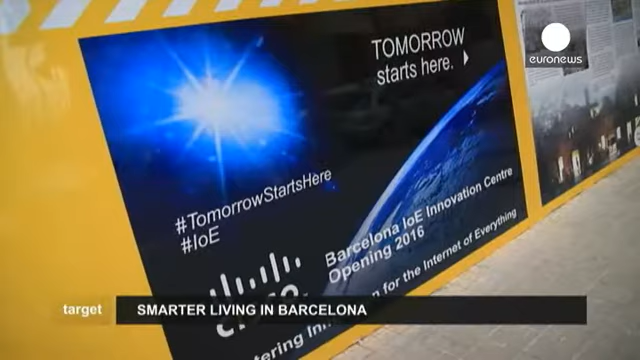 TOMORROW
starts here.
euronews
#TomorrowStartsHere
#IoE
Barcelona IoE Innovation Centre
Opening 2016
for the Internet of Everything
target
SMARTER LIVING IN BARCELONA